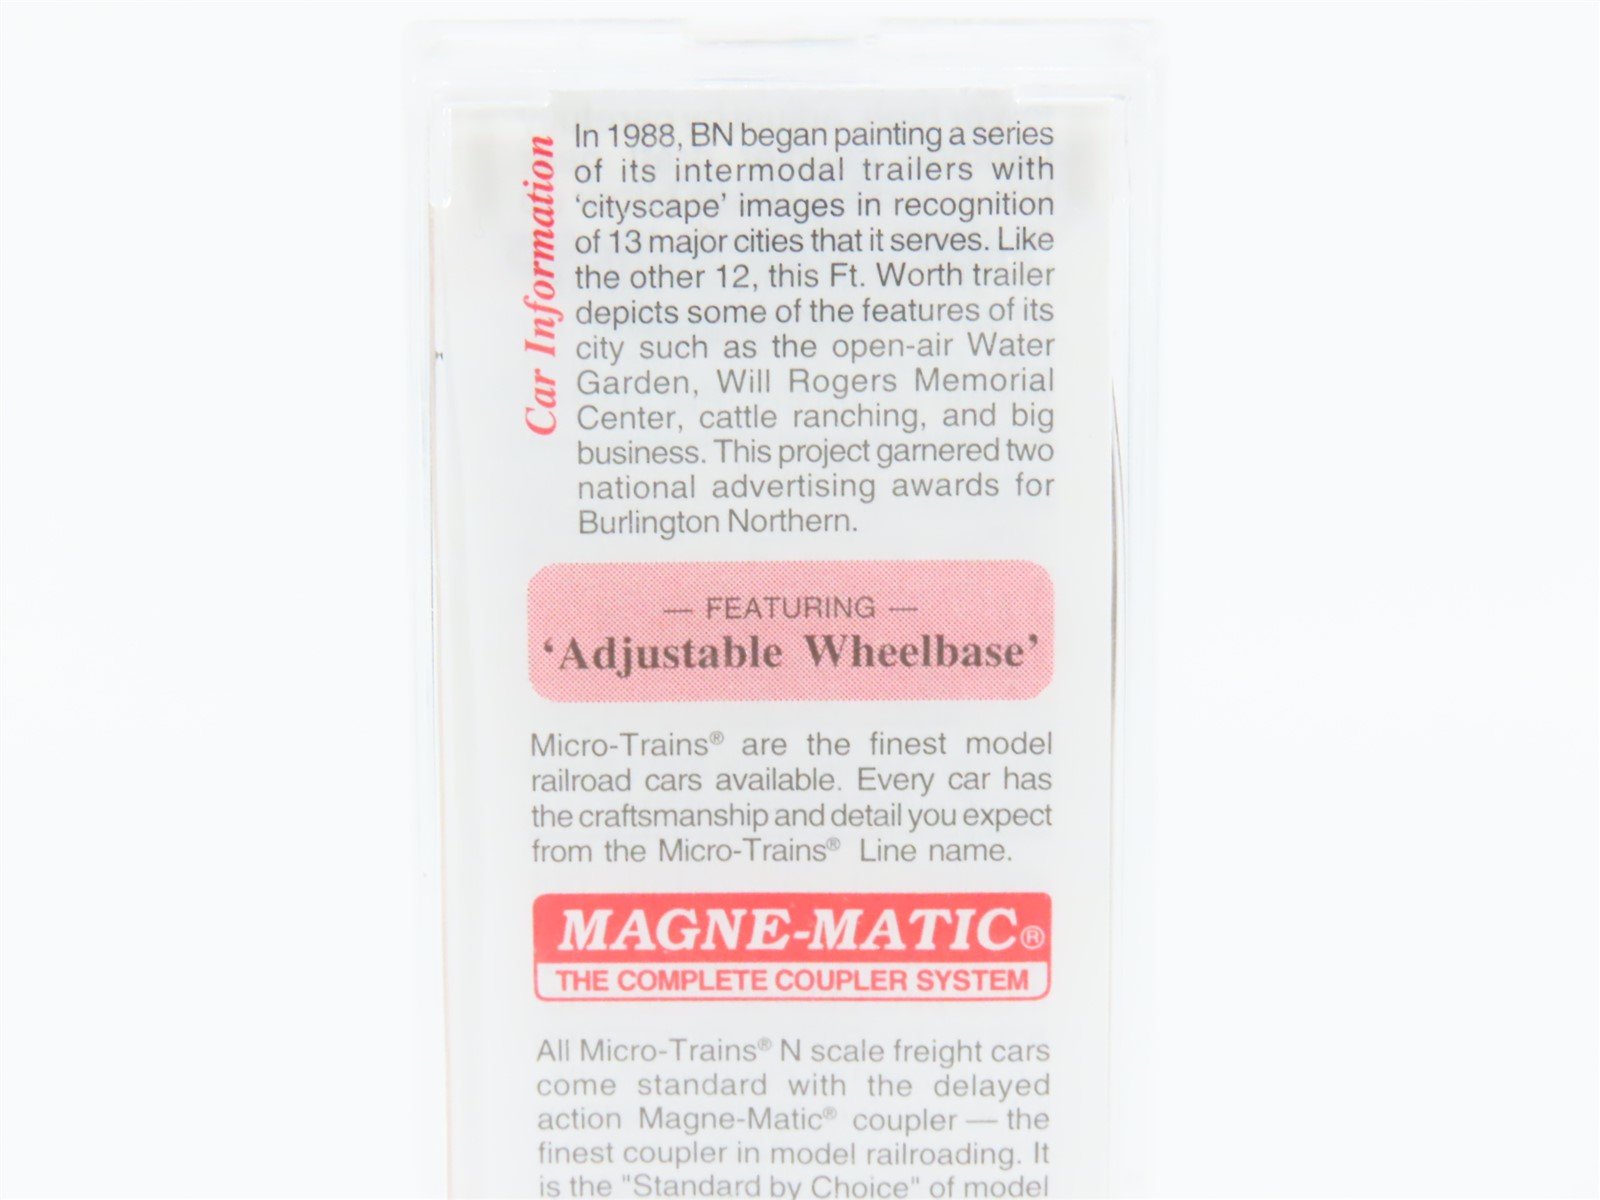 Car Information
In 1988, BN began painting a series
of its intermodal trailers with
‘cityscape’ images in recognition
of 13 major cities that it serves. Like
the other 12, this Ft. Worth trailer
depicts some of the features of its
city such as the open-air Water
Garden, Will Rogers Memorial
Center, cattle ranching, and big
business. This project garnered two
national advertising awards for
Burlington Northern.
— FEATURING —
‘Adjustable Wheelbase’
Micro-Trains® are the finest model
railroad cars available. Every car has
the craftsmanship and detail you expect
from the Micro-Trains® Line name.
MAGNE-MATIC®
THE COMPLETE COUPLER SYSTEM
All Micro-Trains® N scale freight cars
come standard with the delayed
action Magne-Matic® coupler — the
finest coupler in model railroading. It
is the "Standard by Choice" of model